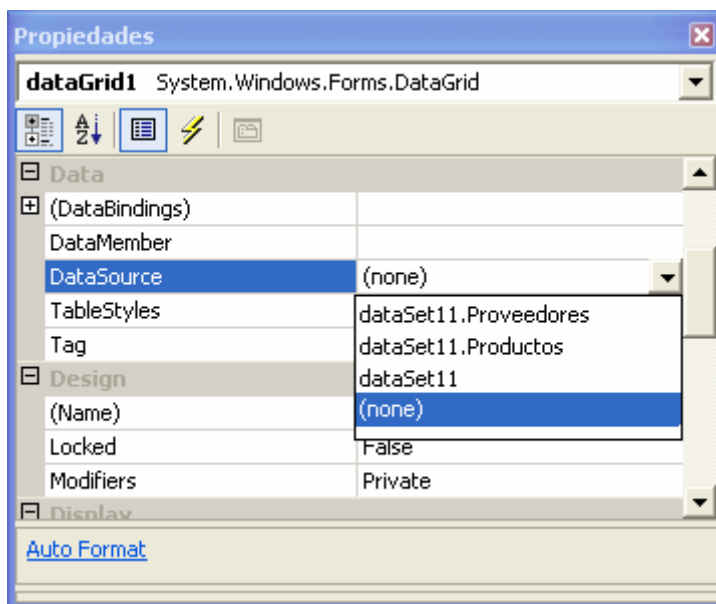 Propiedades
dataGrid1 System.Windows.Forms.DataGrid
Data
(DataBindings)
DataMember
DataSource (none)
TableStyles
dataSet11.Proveedores
dataSet11.Productos
dataSet11
(none)
Tag
Design
(Name)
Locked False
Modifiers Private
Display
Auto Format